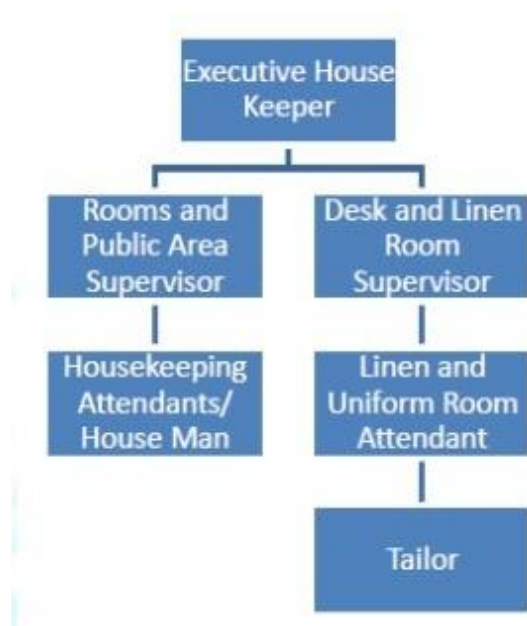 Executive House
Keeper
Rooms and
Public Area
Supervisor
Desk and Linen
Room
Supervisor
Housekeeping
Attendants/
House Man
Linen and
Uniform Room
Attendant
Tailor